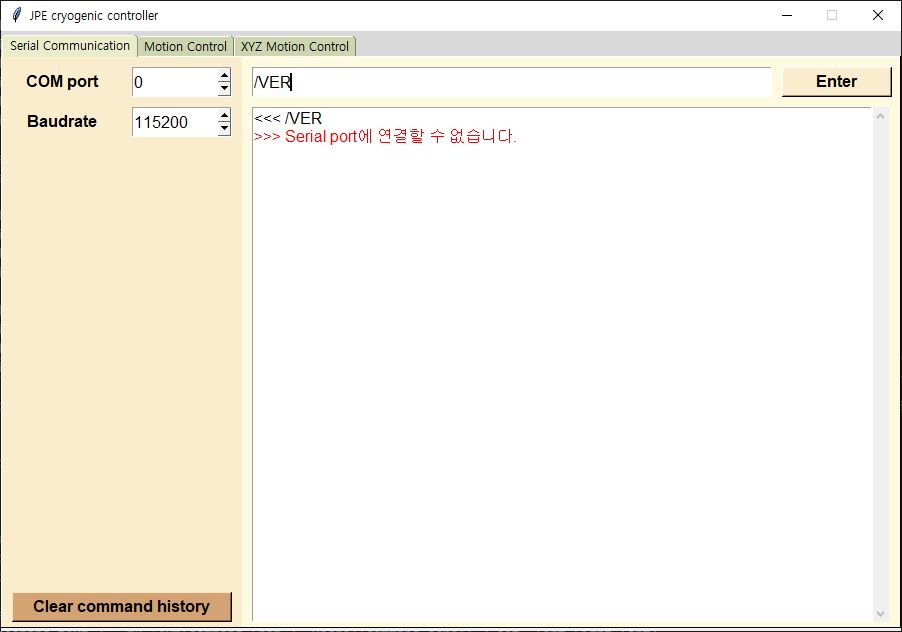 JPE cryogenic controller
Serial Communication
Motion Control
XYZ Motion Control
COM port
0
/VER
Enter
Baudrate
115200
<<< /VER
>>> Serial port에 연결할 수 없습니다.
Clear command history